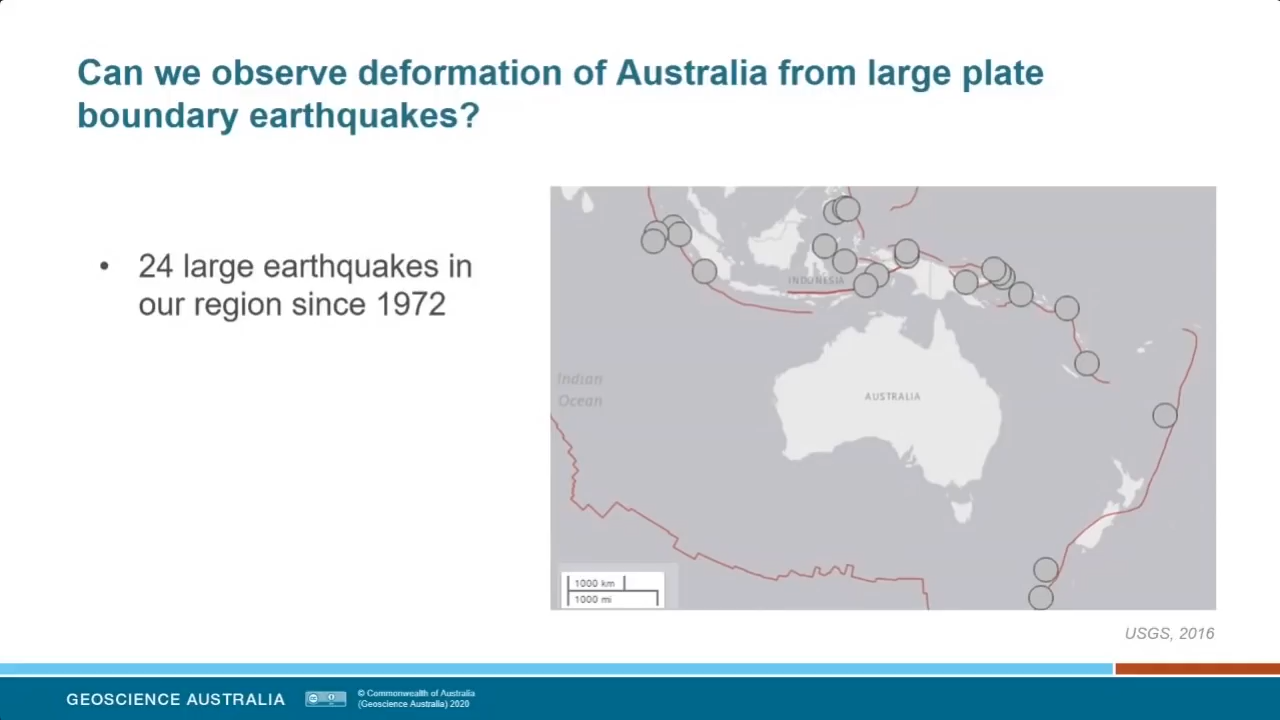 Can we observe deformation of Australia from large plate
boundary earthquakes?
• 24 large earthquakes in
our region since 1972
INDONESIA
Indian
Ocean
AUSTRALIA
1000 km
1000 mi
USGS, 2016
GEOSCIENCE AUSTRALIA
© Commonwealth of Australia
(Geoscience Australia) 2020